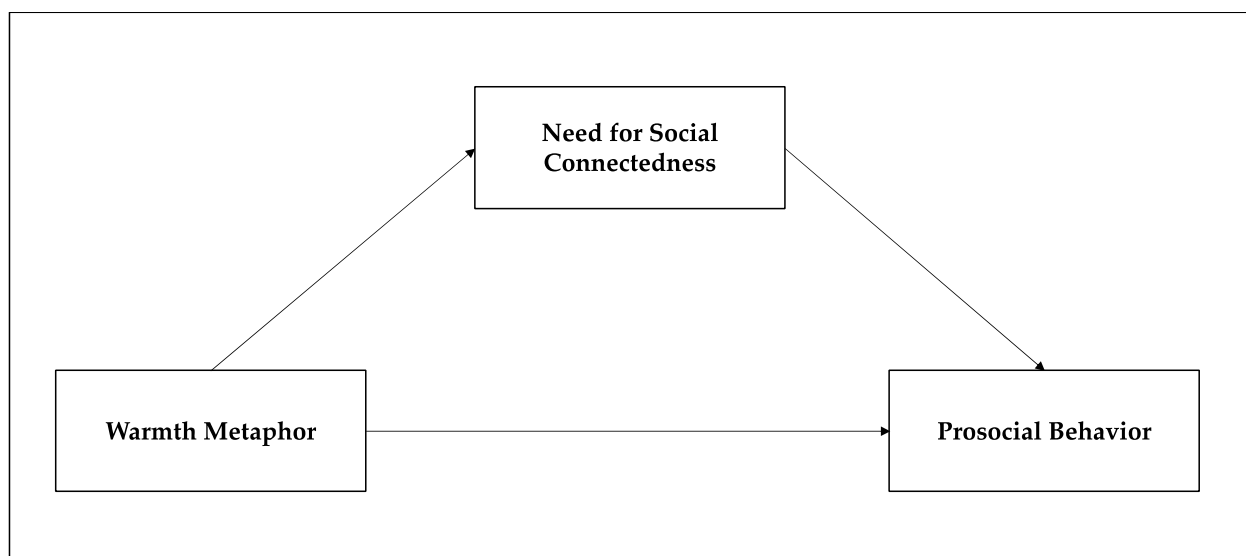 Need for Social
Connectedness
Warmth Metaphor
Prosocial Behavior